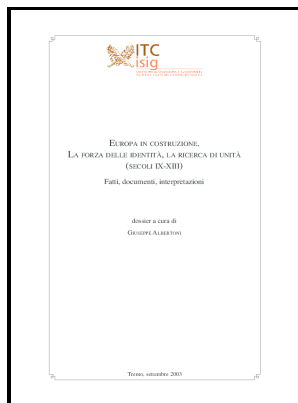 ITC
isig
EUROPA IN COSTRUZIONE.
LA FORZA DELLE IDENTITÀ, LA RICERCA DI UNITÀ
(SECOLI IX-XIII)
Fatti, documenti, interpretazioni
dossier a cura di
GIUSEPPE ALBERTONI
Trento, settembre 2003